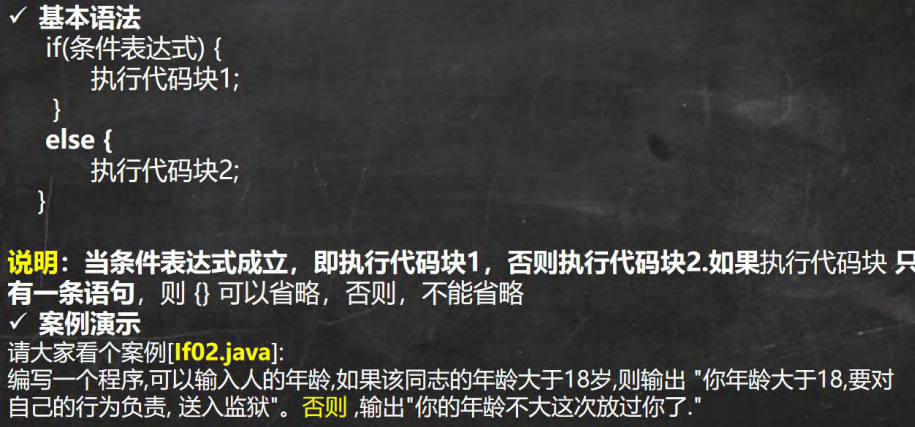 ✓ 基本语法
if(条件表达式) {
执行代码块1;
}
else {
执行代码块2;
}
说明：当条件表达式成立，即执行代码块1，否则执行代码块2.如果执行代码块 只
有一条语句，则 {} 可以省略，否则，不能省略
✓ 案例演示
请大家看个案例[If02.java]:
编写一个程序,可以输入人的年龄,如果该同志的年龄大于18岁,则输出 "你年龄大于18,要对
自己的行为负责, 送入监狱"。否则 ,输出"你的年龄不大这次放过你了."